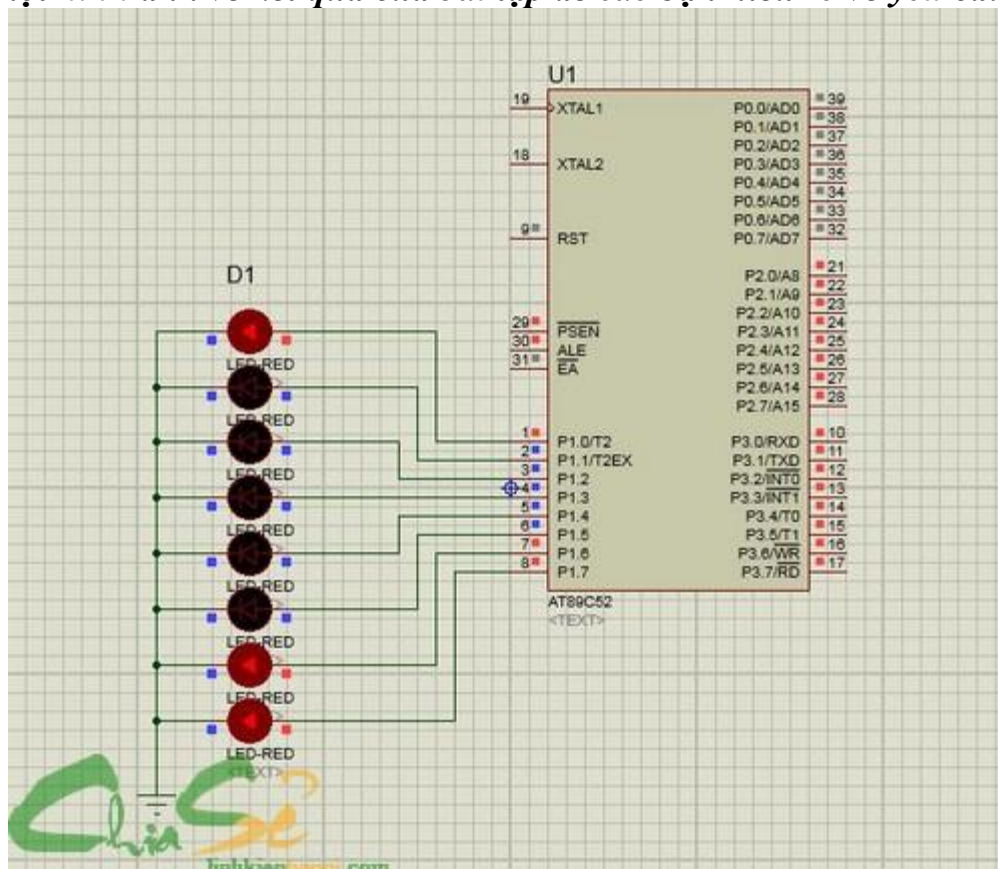 U1
19 XTAL1 P0.0/AD0 39
P0.1/AD1 38
P0.2/AD2 37
18 XTAL2 P0.3/AD3 36
P0.4/AD4 35
P0.5/AD5 34
P0.6/AD6 33
9 RST P0.7/AD7 32
D1
P2.0/A8 21
P2.1/A9 22
P2.2/A10 23
29 PSEN P2.3/A11 24
30 ALE P2.4/A12 25
31 EA P2.5/A13 26
P2.6/A14 27
P2.7/A15 28
1 P1.0/T2 P3.0/RXD 10
2 P1.1/T2EX P3.1/TXD 11
3 P1.2 P3.2/INT0 12
4 P1.3 P3.3/INT1 13
5 P1.4 P3.4/T0 14
6 P1.5 P3.5/T1 15
7 P1.6 P3.6/WR 16
8 P1.7 P3.7/RD 17
AT89C52
<TEXT>
LED-RED
LED-RED
LED-RED
LED-RED
LED-RED
LED-RED
LED-RED
LED-RED
<TEXT>
Chia Sẻ